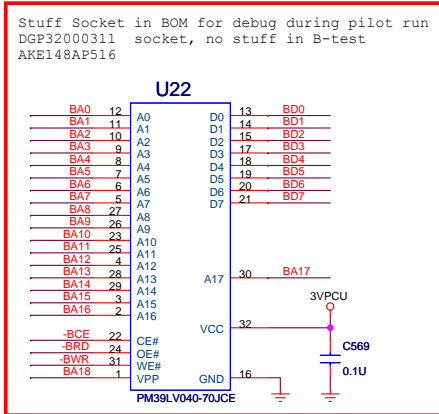 Stuff Socket in BOM for debug during pilot run
DGP32000311 socket, no stuff in B-test
AKE148AP516
U22
BA0 12 A0 D0 13 BD0
BA1 11 A1 D1 14 BD1
BA2 10 A2 D2 15 BD2
BA3 9 A3 D3 17 BD3
BA4 8 A4 D4 18 BD4
BA5 7 A5 D5 19 BD5
BA6 6 A6 D6 20 BD6
BA7 5 A7 D7 21 BD7
BA8 27 A8
BA9 26 A9
BA10 23 A10
BA11 25 A11
BA12 4 A12
BA13 28 A13 A17 30 BA17
BA14 29 A14
BA15 3 A15
BA16 2 A16
3VPCU
VCC 32
-BCE 22 CE#
-BRD 24 OE#
-BWR 31 WE#
BA18 1 VPP GND 16
C569
0.1U
PM39LV040-70JCE